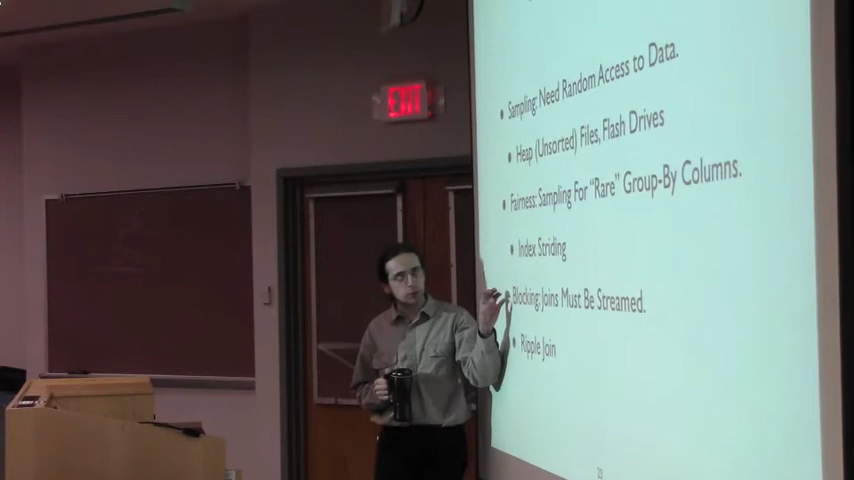 EXIT
• Sampling: Need Random Access to Data.
• Heap (Unsorted) Files, Flash Drives
• Fairness: Sampling For "Rare" Group-By Columns.
• Index Striding
• Blocking: Joins Must Be Streamed.
• Ripple Join